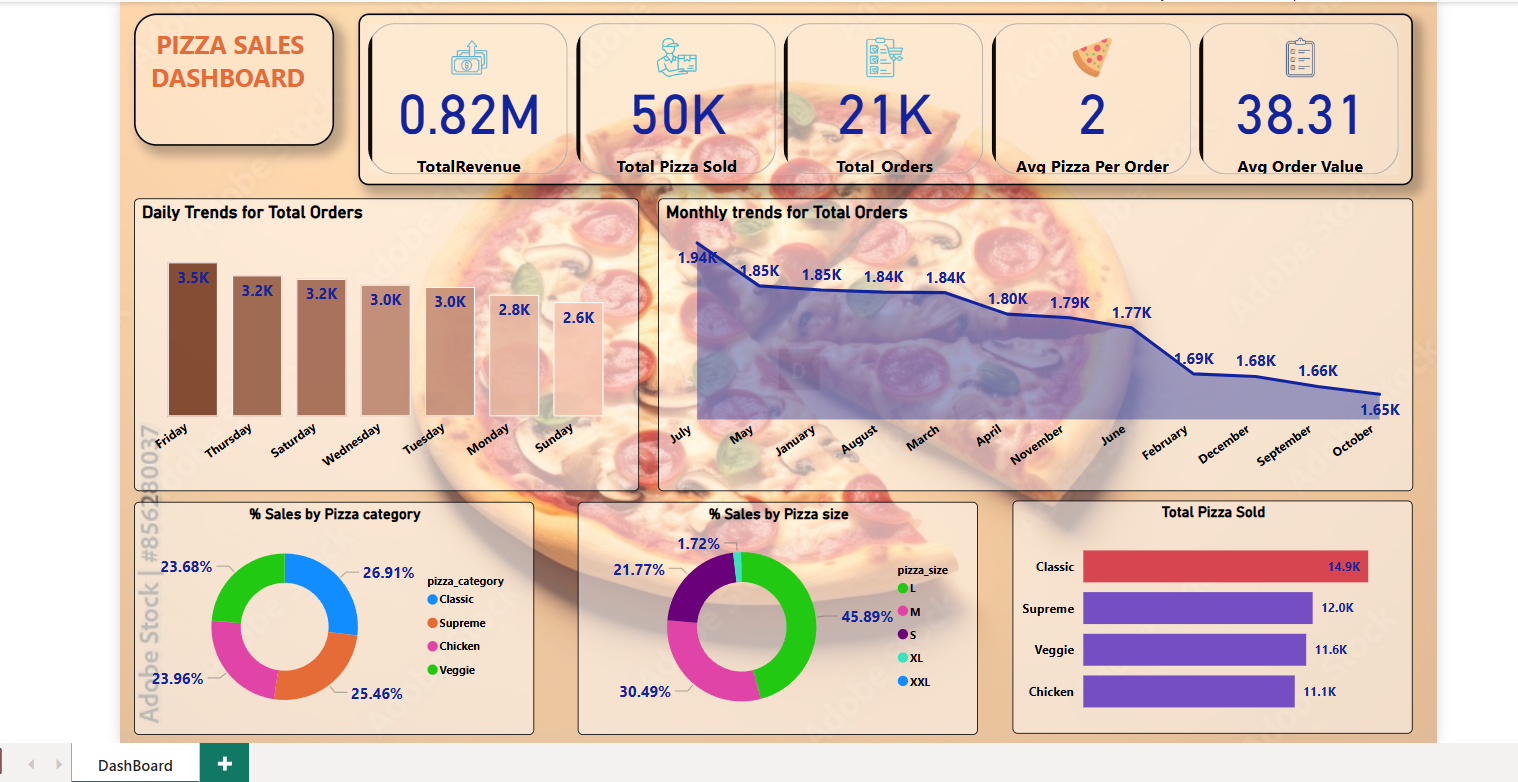 PIZZA SALES
DASHBOARD
0.82M
TotalRevenue
50K
Total Pizza Sold
21K
Total_Orders
2
Avg Pizza Per Order
38.31
Avg Order Value
Daily Trends for Total Orders
3.5K
3.2K
3.2K
3.0K
3.0K
2.8K
2.6K
Friday
Thursday
Saturday
Wednesday
Tuesday
Monday
Sunday
Monthly trends for Total Orders
1.94K
1.85K
1.85K
1.84K
1.84K
1.80K
1.79K
1.77K
1.69K
1.68K
1.66K
1.65K
July
May
January
August
March
April
November
June
February
December
September
October
% Sales by Pizza category
23.68%
26.91%
23.96%
25.46%
pizza_category
Classic
Supreme
Chicken
Veggie
% Sales by Pizza size
1.72%
21.77%
45.89%
30.49%
pizza_size
L
M
S
XL
XXL
Total Pizza Sold
Classic
14.9K
Supreme
12.0K
Veggie
11.6K
Chicken
11.1K
Adobe Stock | #856280037
DashBoard
+